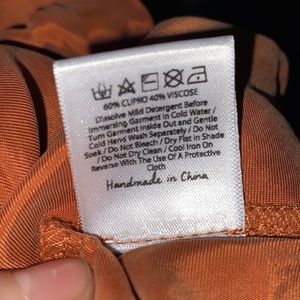 60% CUPRO 40% VISCOSE
Dissolve Mild Detergent Before
Immersing Garment in Cold Water /
Turn Garment Inside Out and Gentle
Cold Hand Wash Separately / Do Not
Soak / Do Not Bleach / Dry Flat in Shade
/ Do Not Dry Clean / Cool Iron On
Reverse With The Use Of A Protective
Cloth
Handmade in China